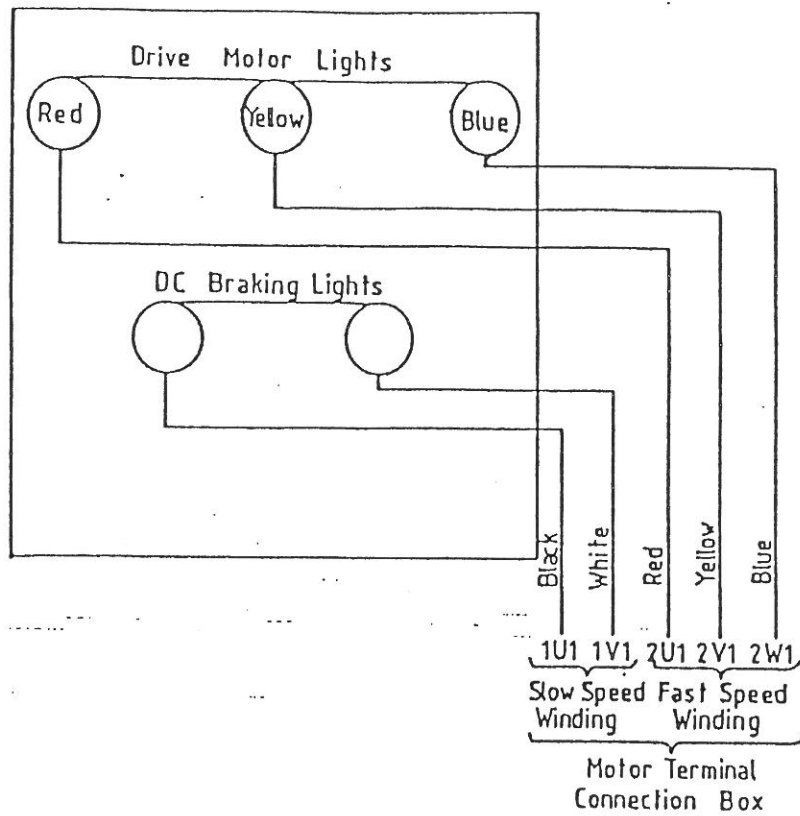 Drive Motor Lights
Red Yellow Blue
DC Braking Lights
Black White Red Yellow Blue
1U1 1V1 2U1 2V1 2W1
Slow Speed Fast Speed
Winding Winding
Motor Terminal
Connection Box